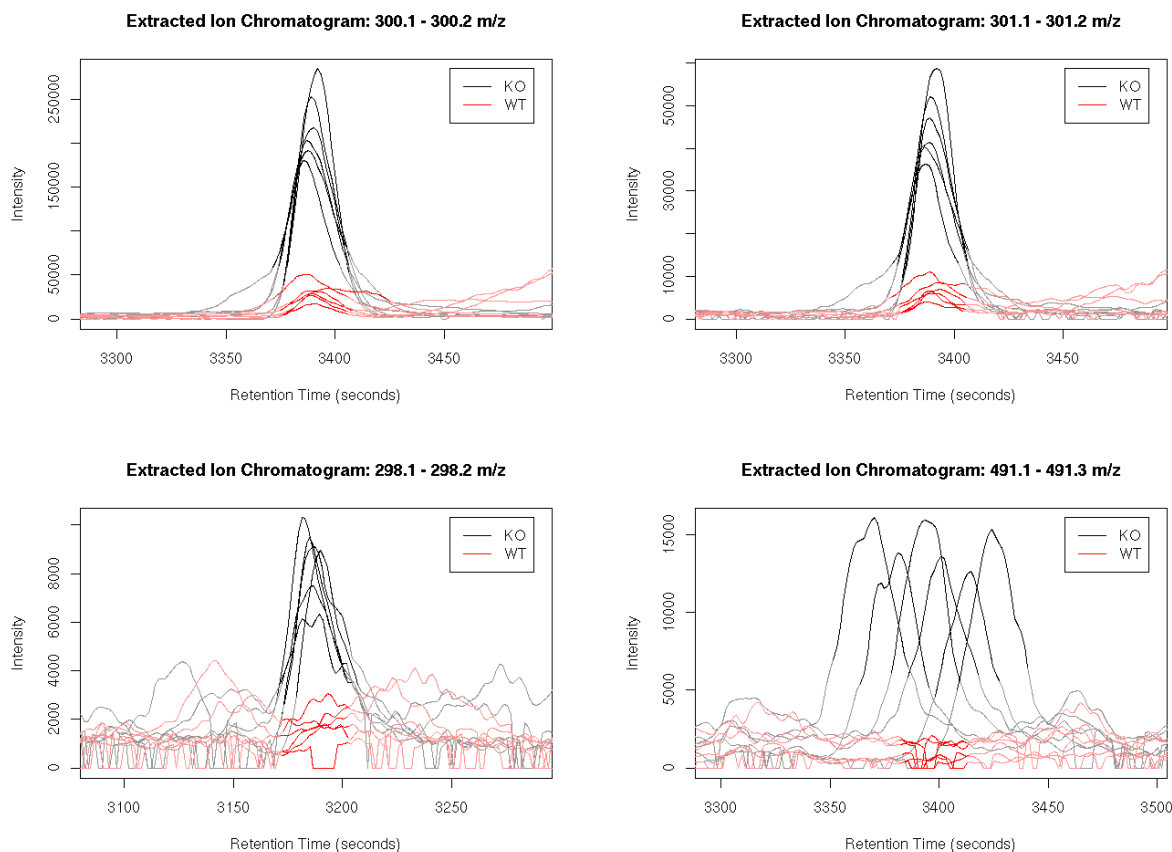 Extracted Ion Chromatogram: 300.1 - 300.2 m/z
Intensity
0
50000
150000
250000
KO
WT
3300
3350
3400
3450
Retention Time (seconds)
Extracted Ion Chromatogram: 301.1 - 301.2 m/z
Intensity
0
10000
30000
50000
KO
WT
3300
3350
3400
3450
Retention Time (seconds)
Extracted Ion Chromatogram: 298.1 - 298.2 m/z
Intensity
0
2000
4000
6000
8000
KO
WT
3100
3150
3200
3250
Retention Time (seconds)
Extracted Ion Chromatogram: 491.1 - 491.3 m/z
Intensity
0
5000
10000
15000
KO
WT
3300
3350
3400
3450
3500
Retention Time (seconds)